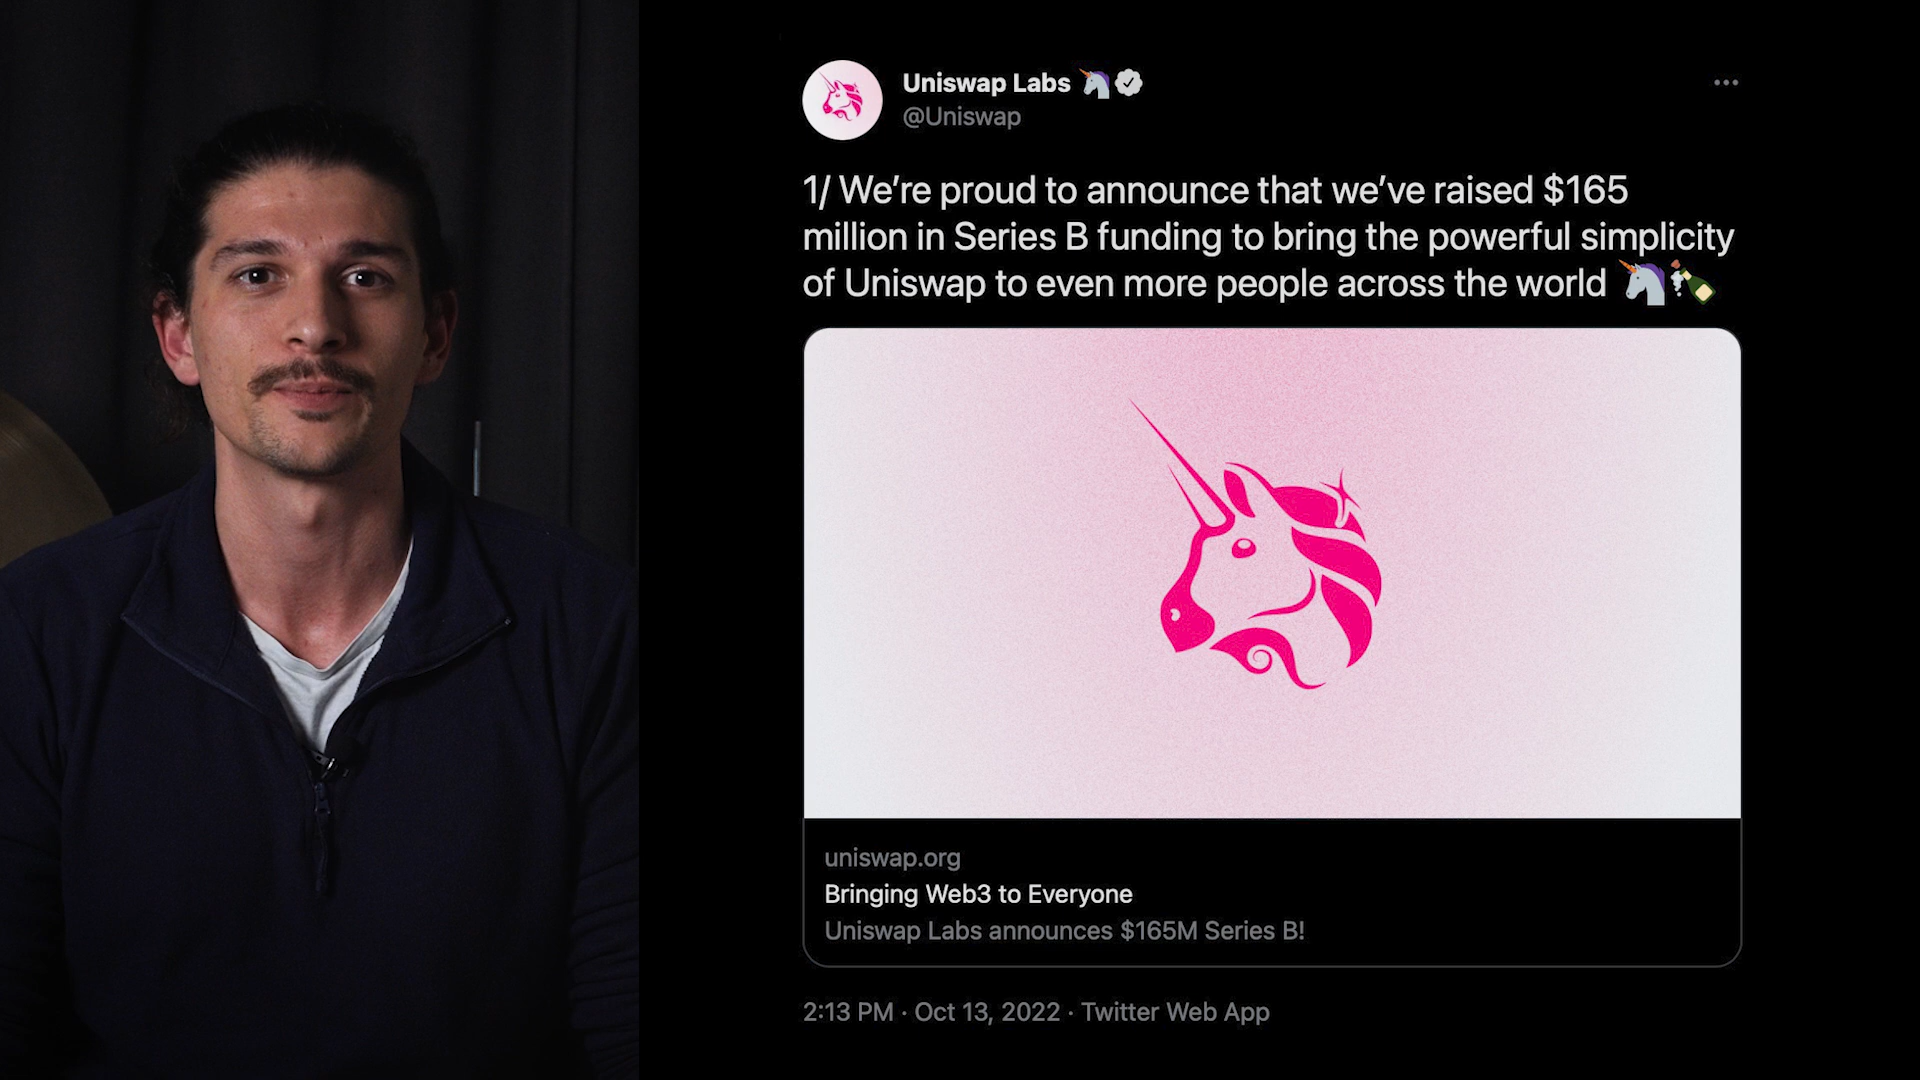 Uniswap Labs 🦄
@Uniswap
1/ We’re proud to announce that we’ve raised $165
million in Series B funding to bring the powerful simplicity
of Uniswap to even more people across the world 🦄🍾
uniswap.org
Bringing Web3 to Everyone
Uniswap Labs announces $165M Series B!
2:13 PM · Oct 13, 2022 · Twitter Web App